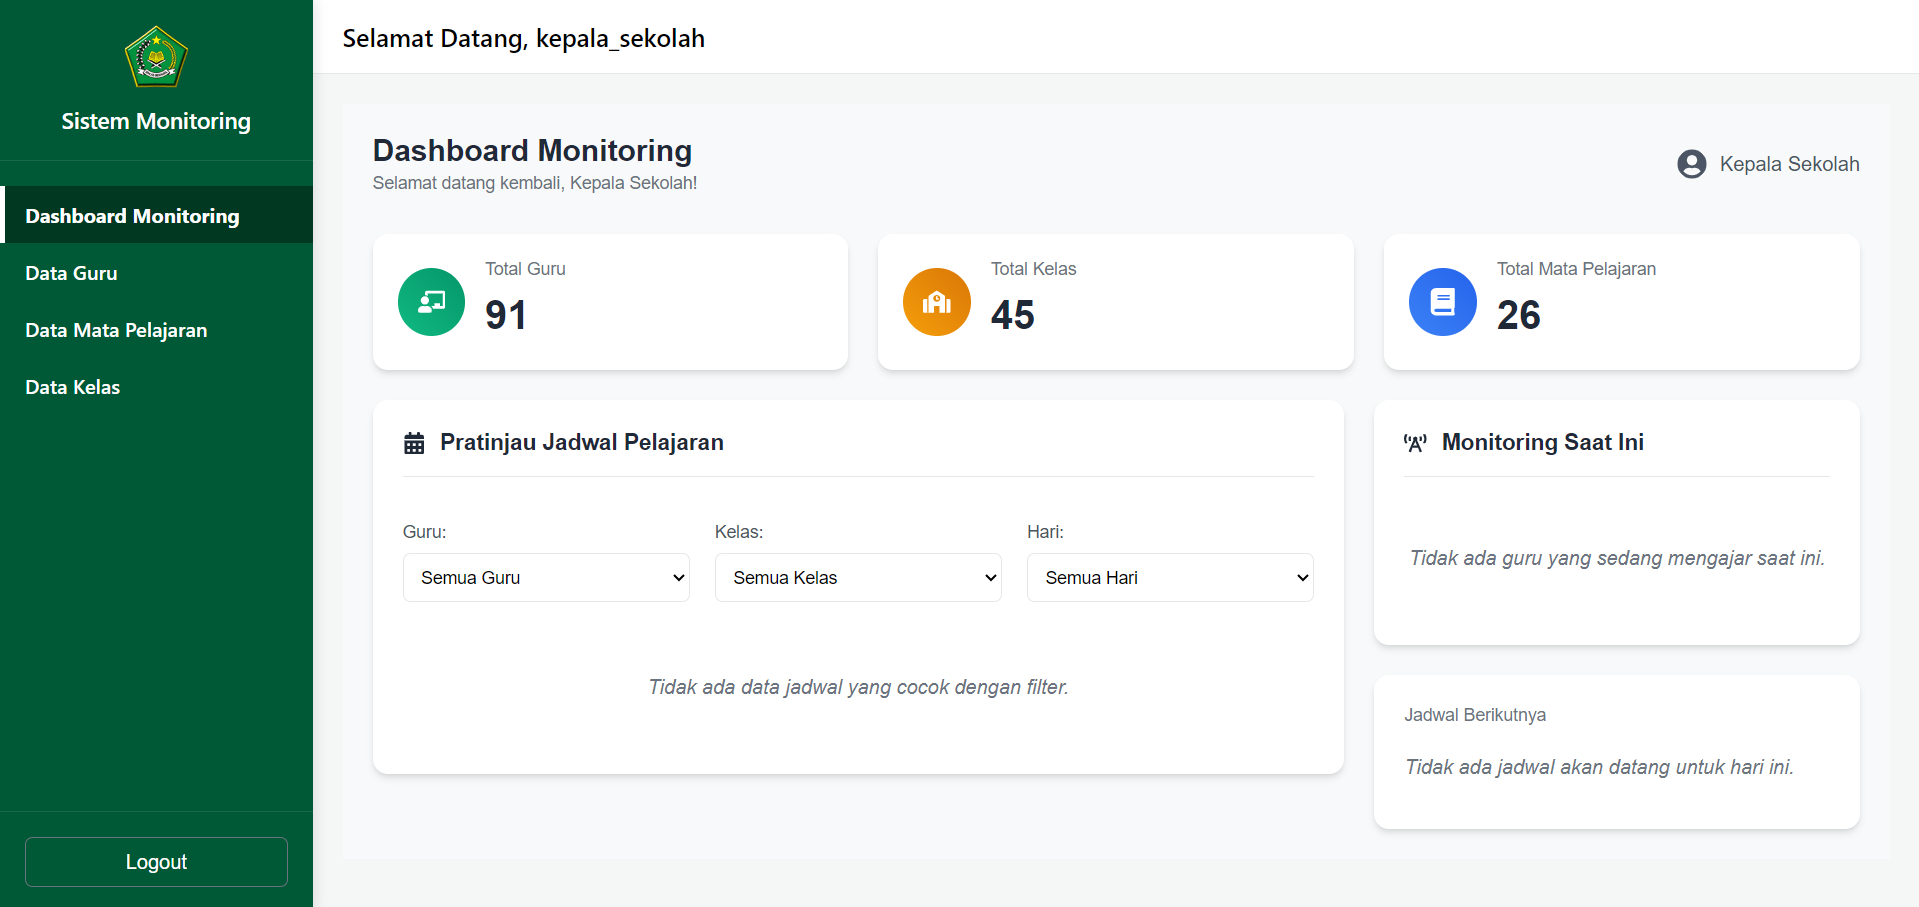 Sistem Monitoring
Dashboard Monitoring
Data Guru
Data Mata Pelajaran
Data Kelas
Logout
Selamat Datang, kepala_sekolah
Dashboard Monitoring
Selamat datang kembali, Kepala Sekolah!
Kepala Sekolah
Total Guru
91
Total Kelas
45
Total Mata Pelajaran
26
Pratinjau Jadwal Pelajaran
Guru:
Semua Guru
Kelas:
Semua Kelas
Hari:
Semua Hari
Tidak ada data jadwal yang cocok dengan filter.
Monitoring Saat Ini
Tidak ada guru yang sedang mengajar saat ini.
Jadwal Berikutnya
Tidak ada jadwal akan datang untuk hari ini.